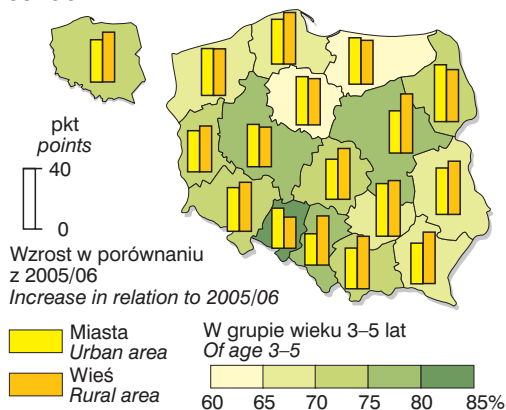 pkt
points
40
0
Wzrost w porównaniu
z 2005/06
Increase in relation to 2005/06
Miasta
Urban area
Wieś
Rural area
W grupie wieku 3–5 lat
Of age 3–5
60 65 70 75 80 85%